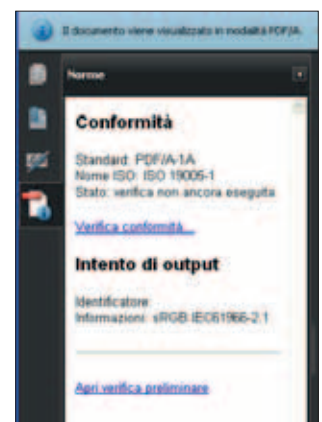 Il documento viene visualizzato in modalità PDF/A.
Norme
Conformità
Standard: PDF/A-1A
Nome ISO: ISO 19005-1
Stato: verifica non ancora eseguita
Verifica conformità...
Intento di output
Identificatore
Informazioni: sRGB IEC61966-2.1
Apri verifica preliminare